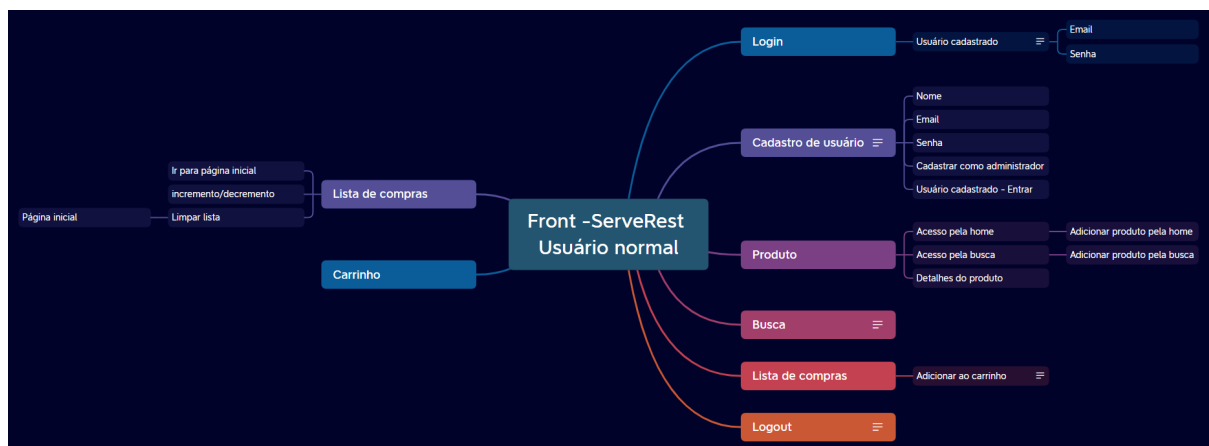 Front -ServeRest
Usuário normal
Login
Usuário cadastrado
Email
Senha
Cadastro de usuário
Nome
Email
Senha
Cadastrar como administrador
Usuário cadastrado - Entrar
Produto
Acesso pela home
Adicionar produto pela home
Acesso pela busca
Adicionar produto pela busca
Detalhes do produto
Busca
Lista de compras
Adicionar ao carrinho
Logout
Lista de compras
Ir para página inicial
incremento/decremento
Limpar lista
Página inicial
Carrinho